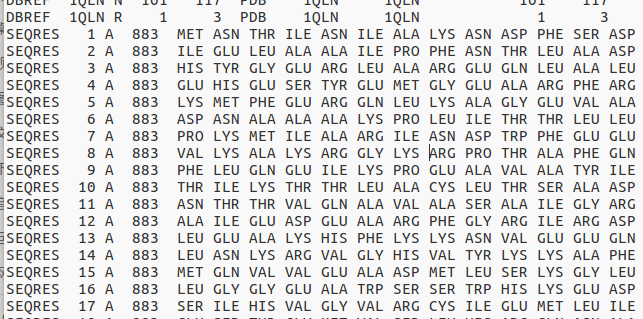 DBREF 1QLN N 101 117 PDB 1QLN 1QLN 101 117
DBREF 1QLN R 1 3 PDB 1QLN 1QLN 1 3
SEQRES 1 A 883 MET ASN THR ILE ASN ILE ALA LYS ASN ASP PHE SER ASP
SEQRES 2 A 883 ILE GLU LEU ALA ALA ILE PRO PHE ASN THR LEU ALA ASP
SEQRES 3 A 883 HIS TYR GLY GLU ARG LEU ALA ARG GLU GLN LEU ALA LEU
SEQRES 4 A 883 GLU HIS GLU SER TYR GLU MET GLY GLU ALA ARG PHE ARG
SEQRES 5 A 883 LYS MET PHE GLU ARG GLN LEU LYS ALA GLY GLU VAL ALA
SEQRES 6 A 883 ASP ASN ALA ALA ALA LYS PRO LEU ILE THR THR LEU LEU
SEQRES 7 A 883 PRO LYS MET ILE ALA ARG ILE ASN ASP TRP PHE GLU GLU
SEQRES 8 A 883 VAL LYS ALA LYS ARG GLY LYS ARG PRO THR ALA PHE GLN
SEQRES 9 A 883 PHE LEU GLN GLU ILE LYS PRO GLU ALA VAL ALA TYR ILE
SEQRES 10 A 883 THR ILE LYS THR THR LEU ALA CYS LEU THR SER ALA ASP
SEQRES 11 A 883 ASN THR THR VAL GLN ALA VAL ALA SER ALA ILE GLY ARG
SEQRES 12 A 883 ALA ILE GLU ASP GLU ALA ARG PHE GLY ARG ILE ARG ASP
SEQRES 13 A 883 LEU GLU ALA LYS HIS PHE LYS LYS ASN VAL GLU GLU GLN
SEQRES 14 A 883 LEU ASN LYS ARG VAL GLY HIS VAL TYR LYS LYS ALA PHE
SEQRES 15 A 883 MET GLN VAL VAL GLU ALA ASP MET LEU SER LYS GLY LEU
SEQRES 16 A 883 LEU GLY GLY GLU ALA TRP SER SER TRP HIS LYS GLU ASP
SEQRES 17 A 883 SER ILE HIS VAL GLY VAL ARG CYS ILE GLU MET LEU ILE